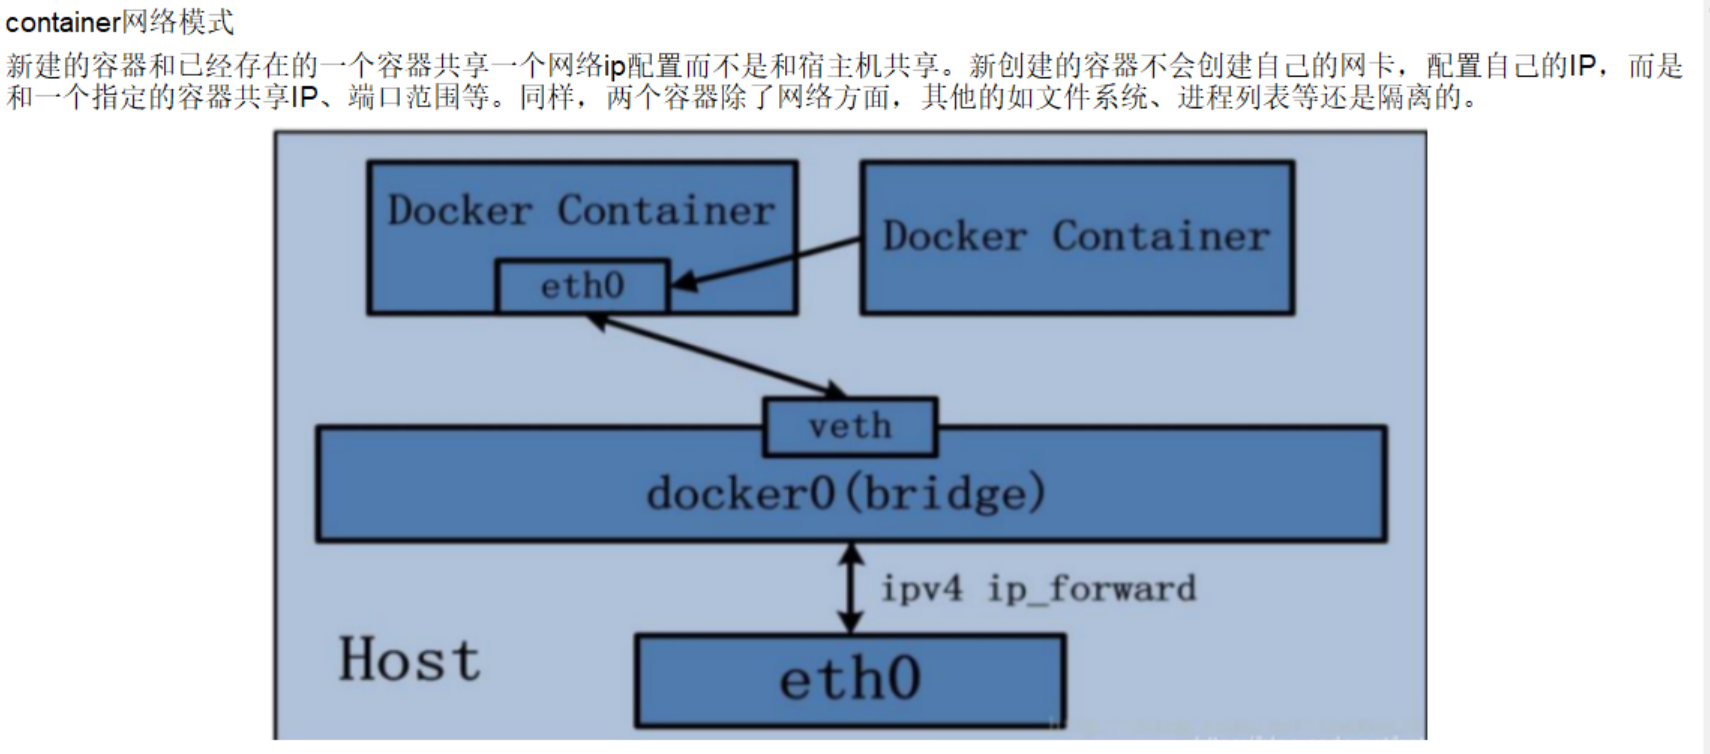 container网络模式
新建的容器和已经存在的一个容器共享一个网络ip配置而不是和宿主机共享。新创建的容器不会创建自己的网卡，配置自己的IP，而是
和一个指定的容器共享IP、端口范围等。同样，两个容器除了网络方面，其他的如文件系统、进程列表等还是隔离的。
Docker Container
Docker Container
eth0
veth
docker0(bridge)
ipv4 ip_forward
Host
eth0